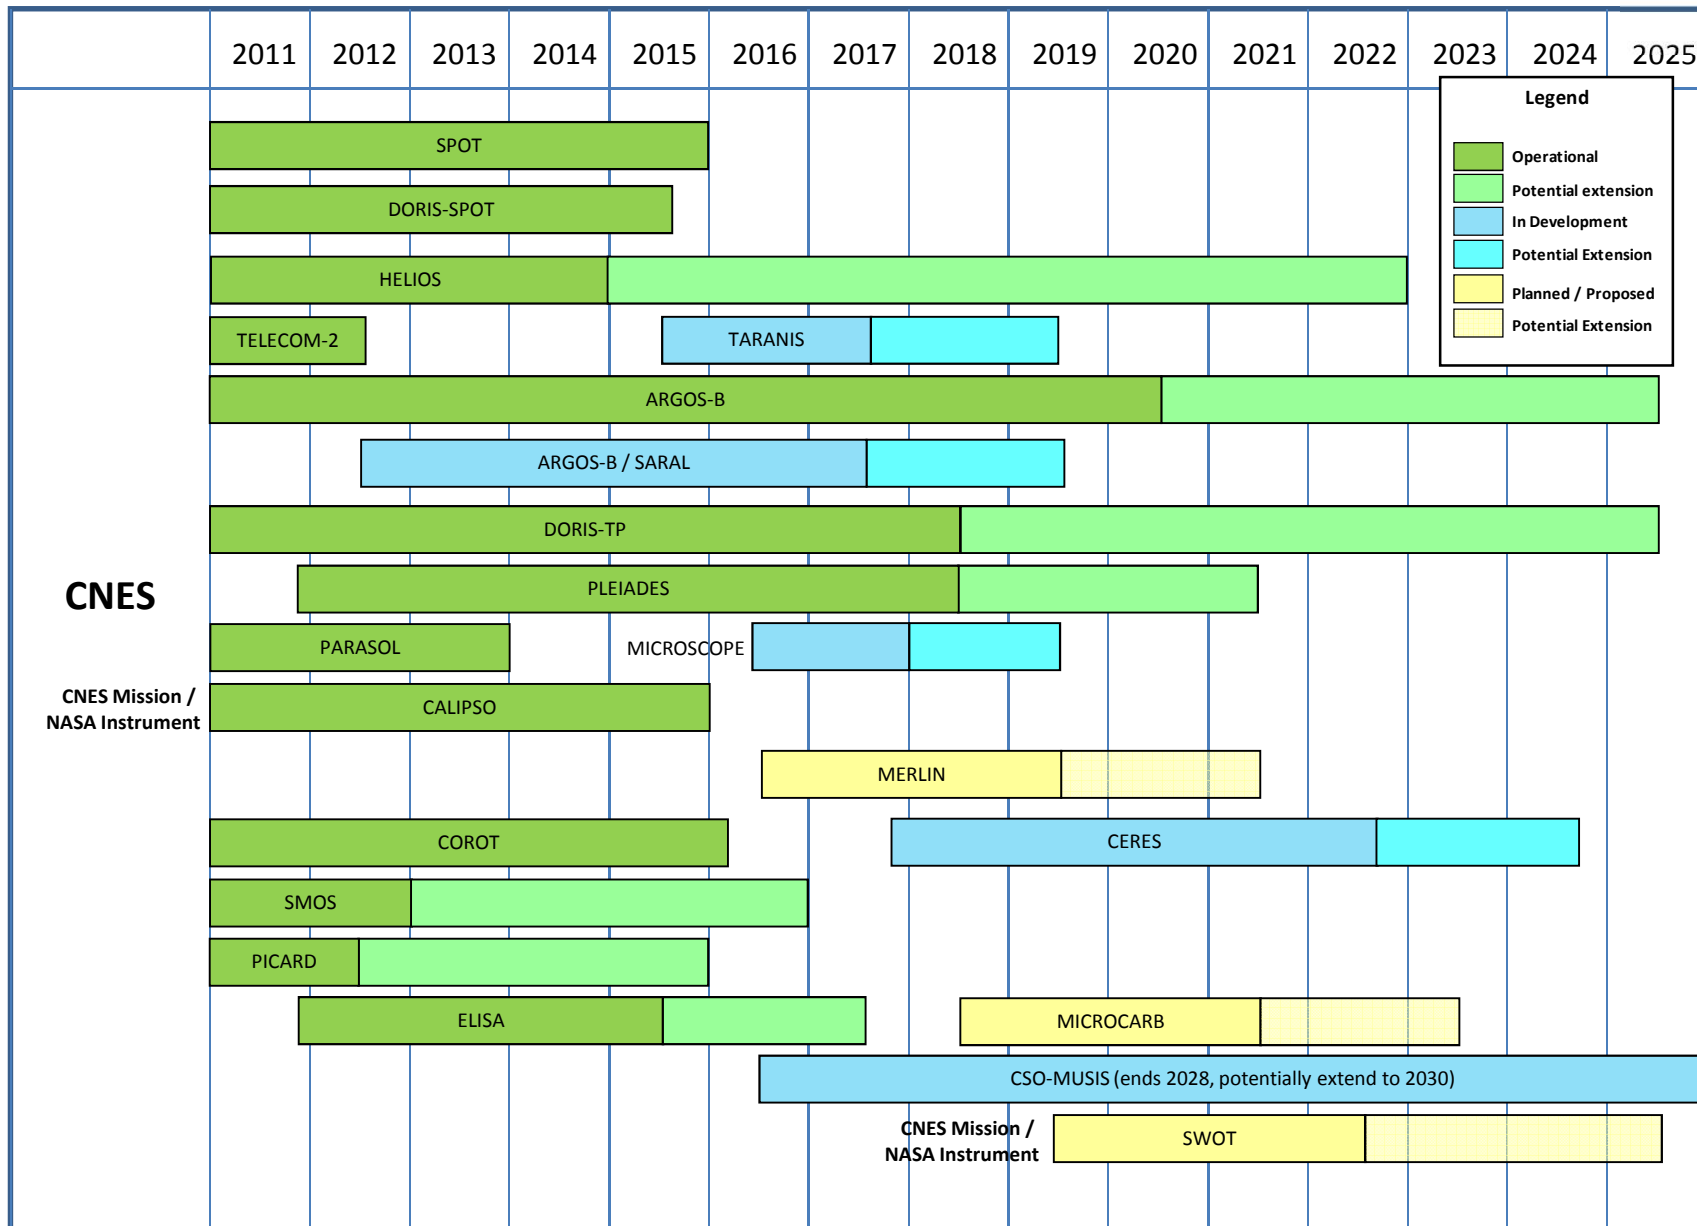 2011 2012 2013 2014 2015 2016 2017 2018 2019 2020 2021 2022 2023 2024 2025
Legend
Operational
Potential extension
In Development
Potential Extension
Planned / Proposed
Potential Extension
SPOT
DORIS-SPOT
HELIOS
TELECOM-2 TARANIS
ARGOS-B
ARGOS-B / SARAL
DORIS-TP
CNES
PLEIADES
PARASOL MICROSCOPE
CNES Mission /
NASA Instrument
CALIPSO
MERLIN
COROT CERES
SMOS
PICARD
ELISA MICROCARB
CSO-MUSIS (ends 2028, potentially extend to 2030)
CNES Mission /
NASA Instrument
SWOT